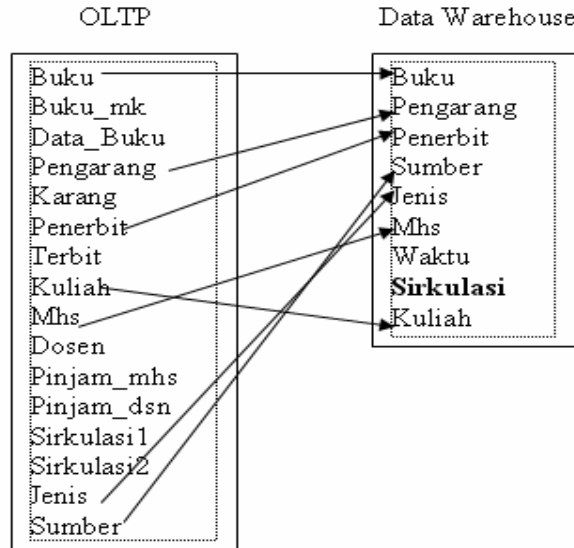 OLTP
Buku
Buku_mk
Data_Buku
Pengarang
Karang
Penerbit
Terbit
Kuliah
Mhs
Dosen
Pinjam_mhs
Pinjam_dsn
Sirkulasi1
Sirkulasi2
Jenis
Sumber
Data Warehouse
Buku
Pengarang
Penerbit
Sumber
Jenis
Mhs
Waktu
Sirkulasi
Kuliah